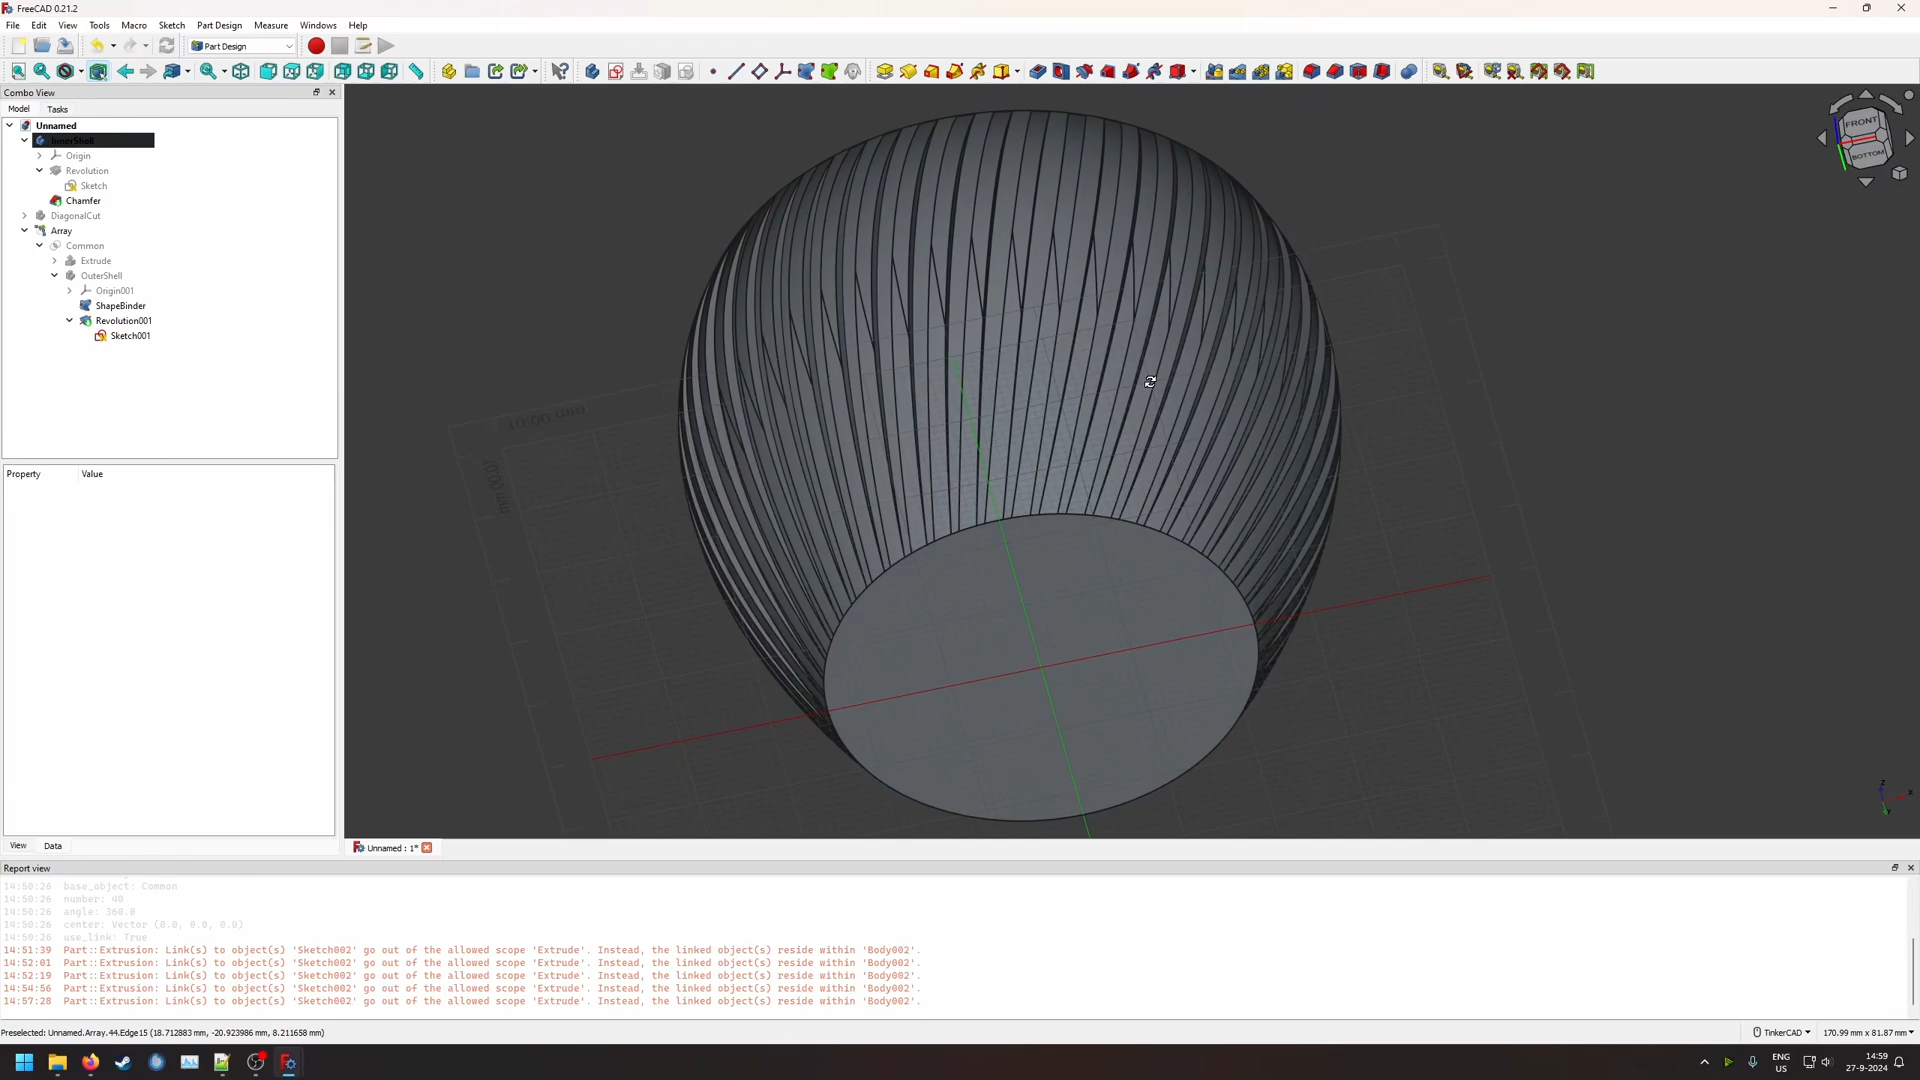 FreeCAD 0.21.2
File Edit View Tools Macro Sketch Part Design Measure Windows Help
Part Design
Combo View
Model Tasks
Unnamed
InnerShell
Origin
Revolution
Sketch
Chamfer
DiagonalCut
Array
Common
Extrude
OuterShell
Origin001
ShapeBinder
Revolution001
Sketch001
Property Value
View Data
FRONT
BOTTOM
10.00 mm
10.00 mm
z
x
Unnamed : 1*
Report view
14:50:26 base_object: Common
14:50:26 number: 40
14:50:26 angle: 360.0
14:50:26 center: Vector (0.0, 0.0, 0.0)
14:50:26 use_link: True
14:51:39 Part::Extrusion: Link(s) to object(s) 'Sketch002' go out of the allowed scope 'Extrude'. Instead, the linked object(s) reside within 'Body002'.
14:52:01 Part::Extrusion: Link(s) to object(s) 'Sketch002' go out of the allowed scope 'Extrude'. Instead, the linked object(s) reside within 'Body002'.
14:52:19 Part::Extrusion: Link(s) to object(s) 'Sketch002' go out of the allowed scope 'Extrude'. Instead, the linked object(s) reside within 'Body002'.
14:54:56 Part::Extrusion: Link(s) to object(s) 'Sketch002' go out of the allowed scope 'Extrude'. Instead, the linked object(s) reside within 'Body002'.
14:57:28 Part::Extrusion: Link(s) to object(s) 'Sketch002' go out of the allowed scope 'Extrude'. Instead, the linked object(s) reside within 'Body002'.
Preselected: Unnamed.Array.44.Edge15 (18.712883 mm, -20.923986 mm, 8.211658 mm)
TinkerCAD
170.99 mm x 81.87 mm
ENG
US
14:59
27-9-2024